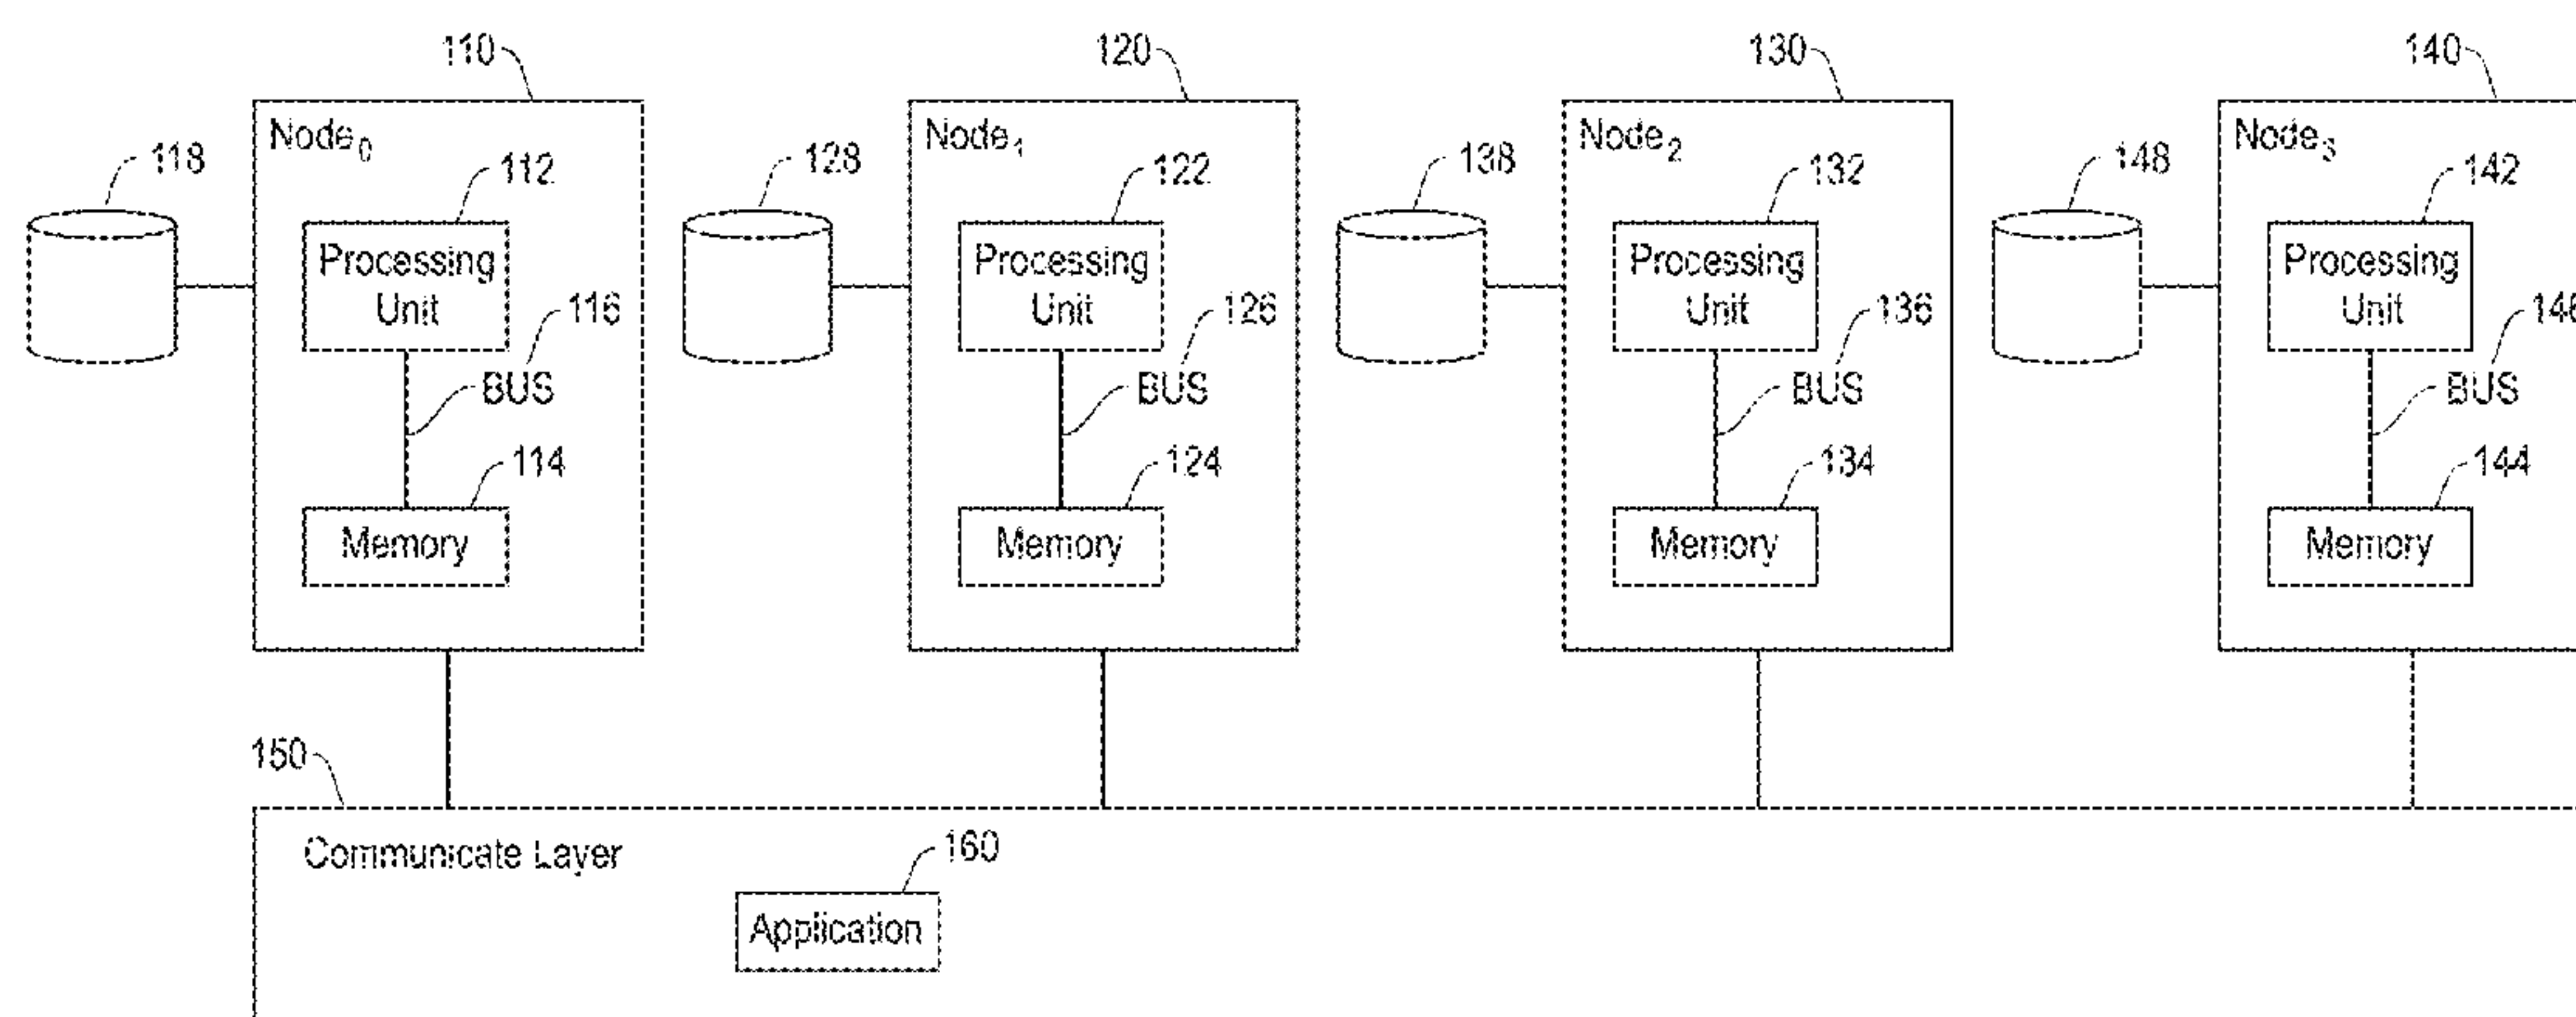 110 120 130 140
Node0 Node1 Node2 Node3
118 112 128 122 138 132 148 142
Processing Processing Processing Processing
Unit Unit Unit Unit
116 126 136 146
BUS BUS BUS BUS
114 124 134 144
Memory Memory Memory Memory
150
Communicate Layer
160
Application